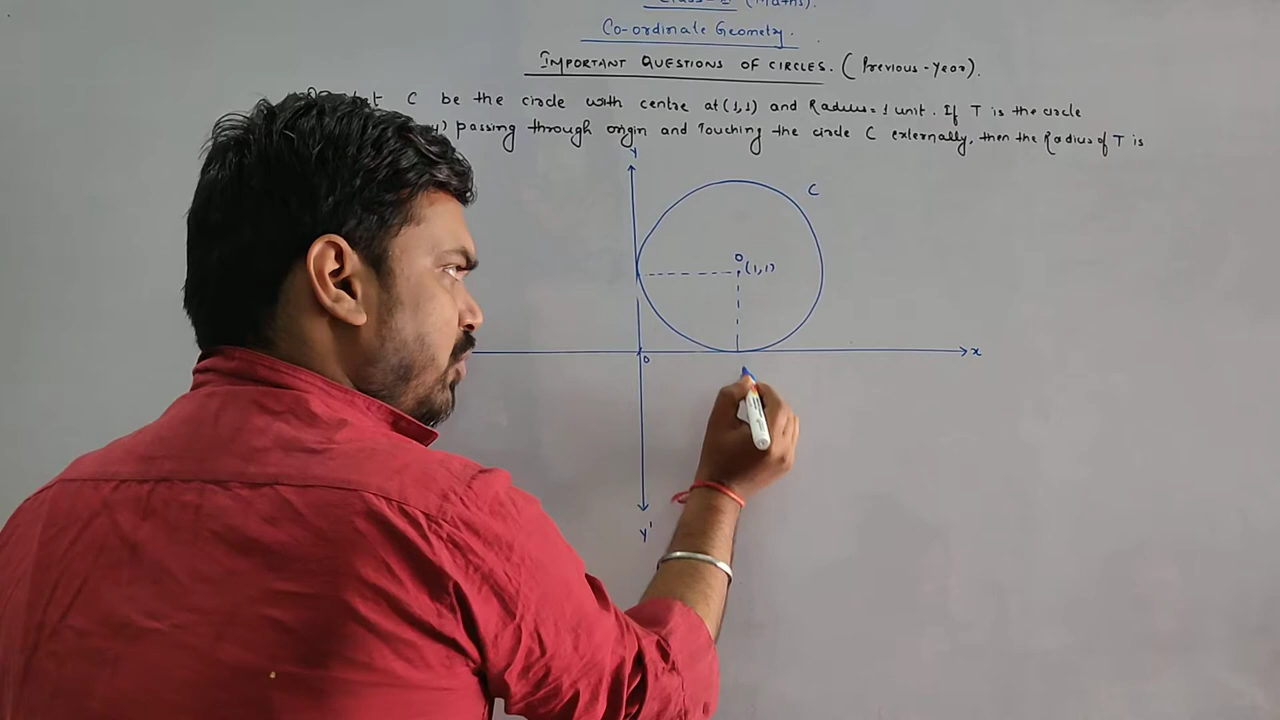 (Maths).
Co-ordinate Geometry.
IMPORTANT QUESTIONS OF CIRCLES. (Previous-Year).
C be the circle with centre at (1,1) and Radius = 1 unit. If T is the circle
y) passing through origin and Touching the circle C externally, then the Radius of T is
Y
C
O
(1,1)
O
x
Y'